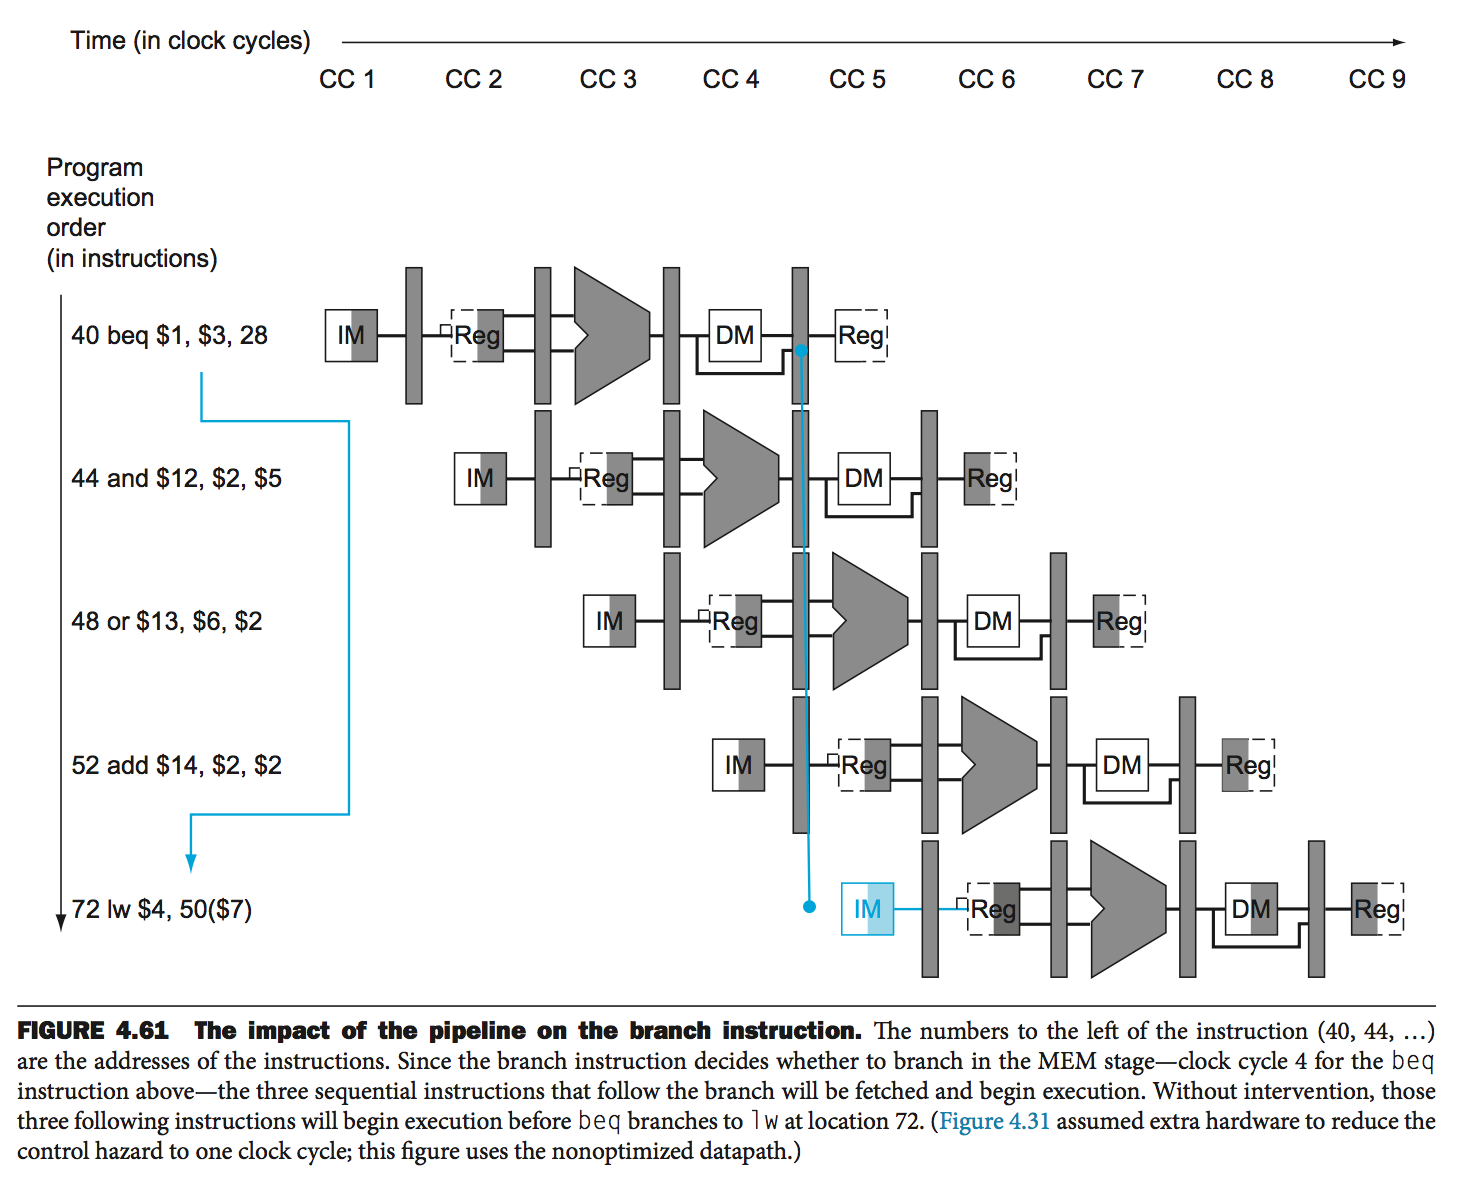 Time (in clock cycles)
CC 1 CC 2 CC 3 CC 4 CC 5 CC 6 CC 7 CC 8 CC 9
Program
execution
order
(in instructions)
40 beq $1, $3, 28 IM Reg DM Reg
44 and $12, $2, $5 IM Reg DM Reg
48 or $13, $6, $2 IM Reg DM Reg
52 add $14, $2, $2 IM Reg DM Reg
72 lw $4, 50($7) IM Reg DM Reg
FIGURE 4.61 The impact of the pipeline on the branch instruction. The numbers to the left of the instruction (40, 44, …)
are the addresses of the instructions. Since the branch instruction decides whether to branch in the MEM stage—clock cycle 4 for the beq
instruction above—the three sequential instructions that follow the branch will be fetched and begin execution. Without intervention, those
three following instructions will begin execution before beq branches to lw at location 72. (Figure 4.31 assumed extra hardware to reduce the
control hazard to one clock cycle; this figure uses the nonoptimized datapath.)